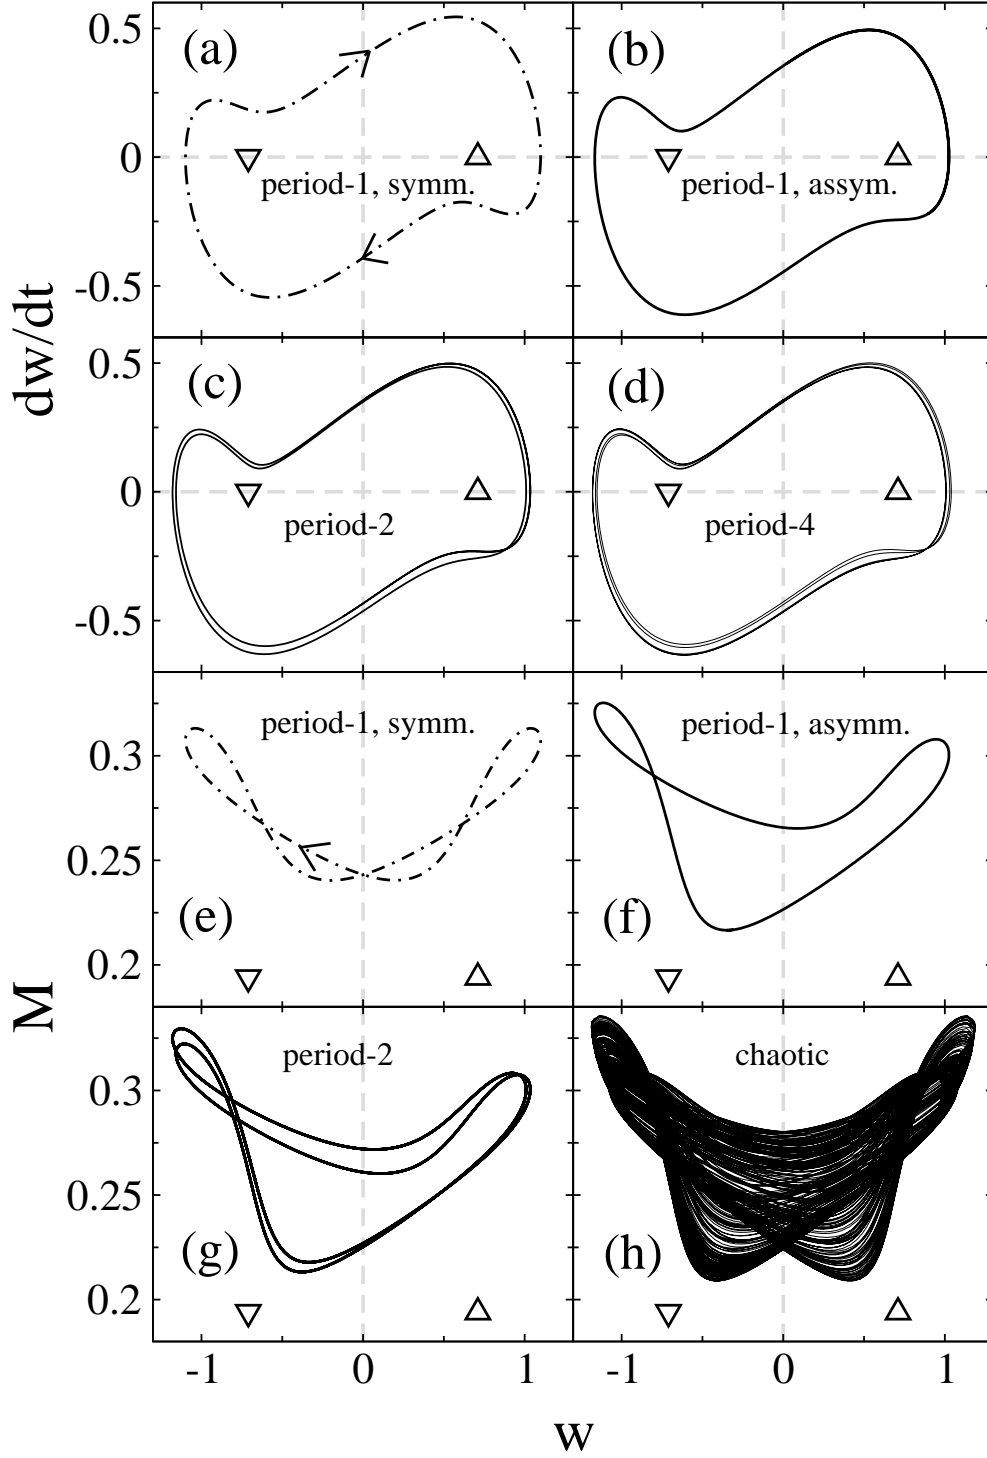 0.5
(a)
(b)
0
period-1, symm.
period-1, assym.
-0.5
dw/dt
0.5
(c)
(d)
0
period-2
period-4
-0.5
period-1, symm.
period-1, asymm.
0.3
0.25
(e)
(f)
0.2
M
period-2
chaotic
0.3
0.25
(g)
(h)
0.2
-1
0
1
-1
0
1
w